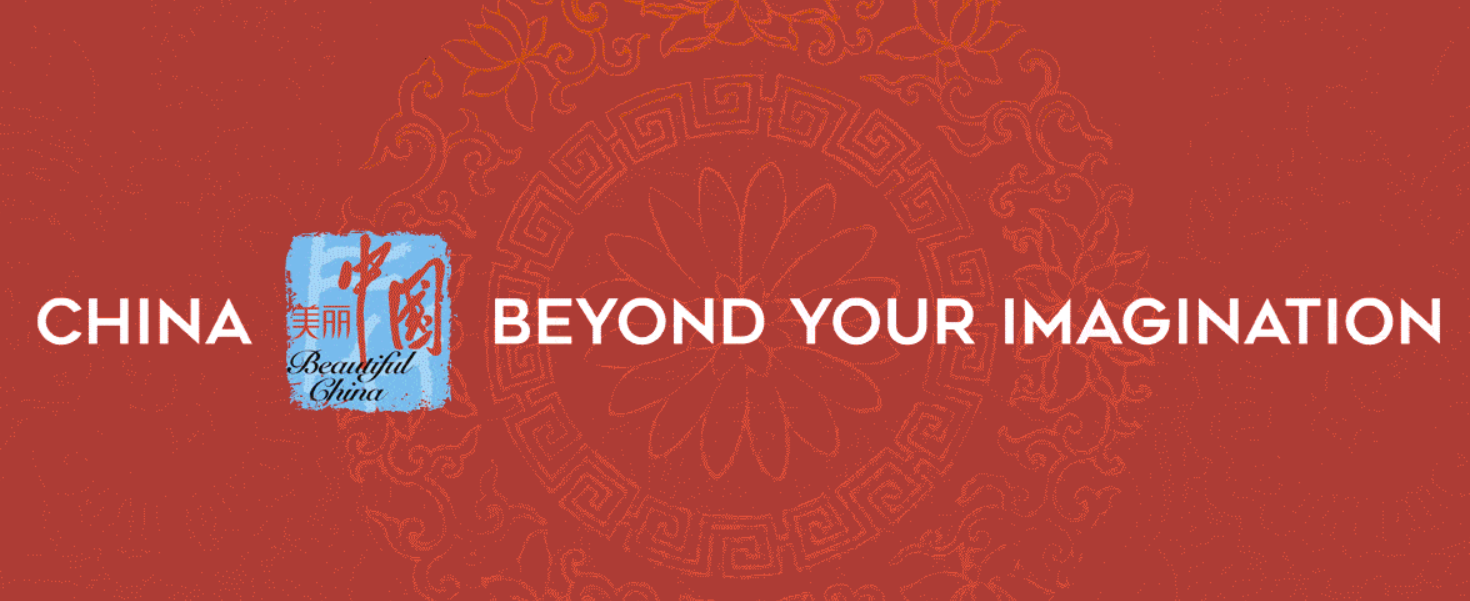 CHINA
中国
美丽
Beautiful
China
BEYOND YOUR IMAGINATION